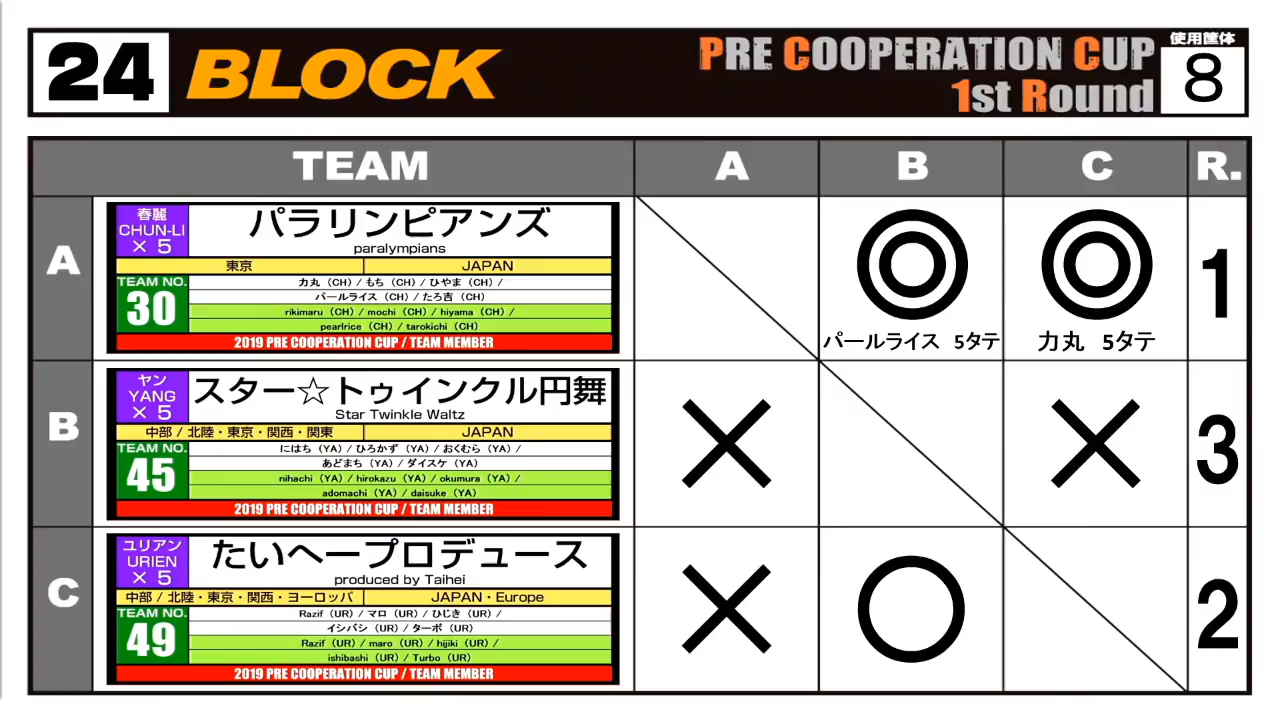 24 BLOCK
PRE COOPERATION CUP
1st Round
使用筐体
8
TEAM A B C R.
A
春麗
CHUN-LI
× 5
パラリンピアンズ
paralympians
東京 JAPAN
TEAM NO.
30
力丸（CH）/ もち（CH）/ ひやま（CH）/
パールライス（CH）/ たろ吉（CH）
rikimaru（CH）/ mochi（CH）/ hiyama（CH）/
pearlrice（CH）/ tarokichi（CH）
2019 PRE COOPERATION CUP / TEAM MEMBER
◎ ◎
パールライス 5タテ 力丸 5タテ
1
B
ヤン
YANG
× 5
スター☆トゥインクル円舞
Star Twinkle Waltz
中部 / 北陸・東京・関西・関東 JAPAN
TEAM NO.
45
にはち（YA）/ ひろかず（YA）/ おくむら（YA）/
あどまち（YA）/ ダイスケ（YA）
nihachi（YA）/ hirokazu（YA）/ okumura（YA）/
adomachi（YA）/ daisuke（YA）
2019 PRE COOPERATION CUP / TEAM MEMBER
× ×
3
C
ユリアン
URIEN
× 5
たいヘープロデュース
produced by Taihei
中部 / 北陸・東京・関西・ヨーロッパ JAPAN・Europe
TEAM NO.
49
Razif（UR）/ マロ（UR）/ ひじき（UR）/
イシバシ（UR）/ ターボ（UR）
Razif（UR）/ maro（UR）/ hijiki（UR）/
ishibashi（UR）/ Turbo（UR）
2019 PRE COOPERATION CUP / TEAM MEMBER
× ○
2